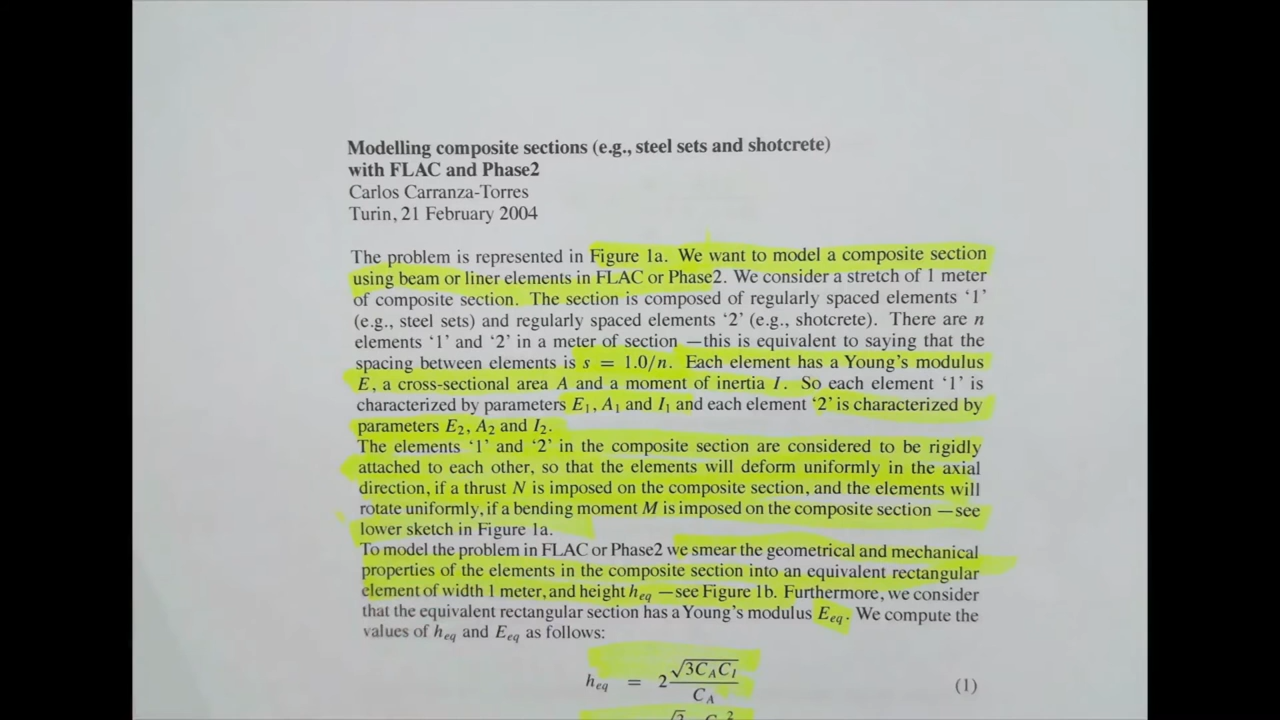 Modelling composite sections (e.g., steel sets and shotcrete)
with FLAC and Phase2
Carlos Carranza-Torres
Turin, 21 February 2004
The problem is represented in Figure 1a. We want to model a composite section
using beam or liner elements in FLAC or Phase2. We consider a stretch of 1 meter
of composite section. The section is composed of regularly spaced elements ‘1’
(e.g., steel sets) and regularly spaced elements ‘2’ (e.g., shotcrete). There are n
elements ‘1’ and ‘2’ in a meter of section —this is equivalent to saying that the
spacing between elements is s = 1.0/n. Each element has a Young’s modulus
E, a cross-sectional area A and a moment of inertia I. So each element ‘1’ is
characterized by parameters E₁, A₁ and I₁ and each element ‘2’ is characterized by
parameters E₂, A₂ and I₂.
The elements ‘1’ and ‘2’ in the composite section are considered to be rigidly
attached to each other, so that the elements will deform uniformly in the axial
direction, if a thrust N is imposed on the composite section, and the elements will
rotate uniformly, if a bending moment M is imposed on the composite section —see
lower sketch in Figure 1a.
To model the problem in FLAC or Phase2 we smear the geometrical and mechanical
properties of the elements in the composite section into an equivalent rectangular
element of width 1 meter, and height h_eq —see Figure 1b. Furthermore, we consider
that the equivalent rectangular section has a Young’s modulus E_eq. We compute the
values of h_eq and E_eq as follows:
h_eq = 2 √(3C_A C_I) / C_A (1)